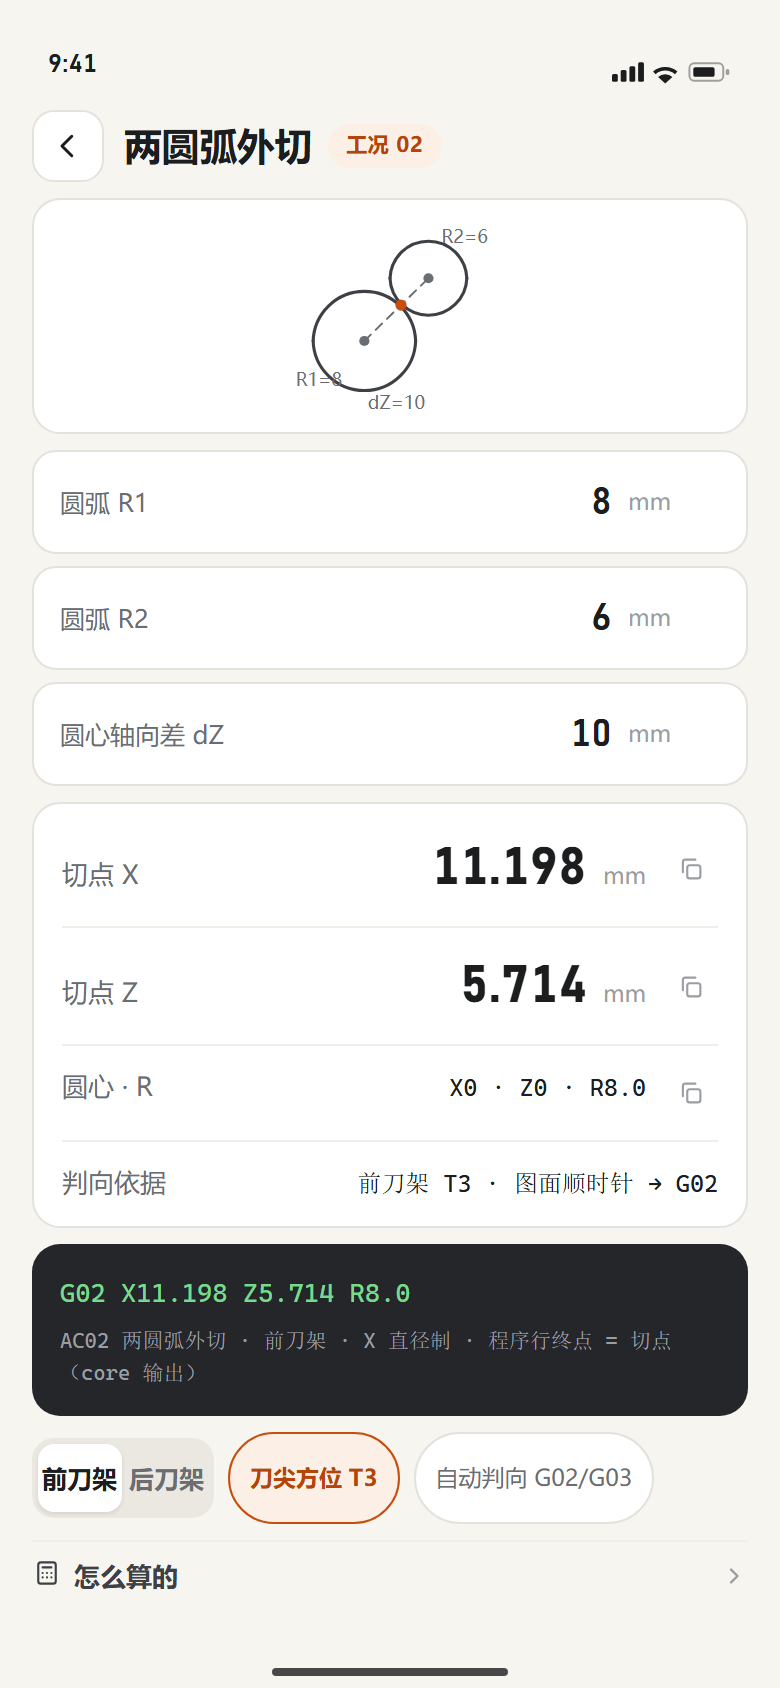 9:41
两圆弧外切 工况 02
R2=6
R1=8
dZ=10
圆弧 R1 8 mm
圆弧 R2 6 mm
圆心轴向差 dZ 10 mm
切点 X 11.198 mm
切点 Z 5.714 mm
圆心 · R X0 · Z0 · R8.0
判向依据 前刀架 T3 · 图面顺时针 → G02
G02 X11.198 Z5.714 R8.0
AC02 两圆弧外切 · 前刀架 · X 直径制 · 程序行终点 = 切点
（core 输出）
前刀架 后刀架 刀尖方位 T3 自动判向 G02/G03
怎么算的